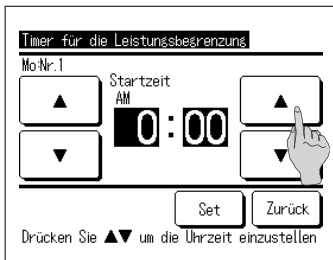 Timer für die Leistungsbegrenzung
Mo:Nr.1
Startzeit
AM
0:00
Set Zurück
Drücken Sie ▲▼ um die Uhrzeit einzustellen